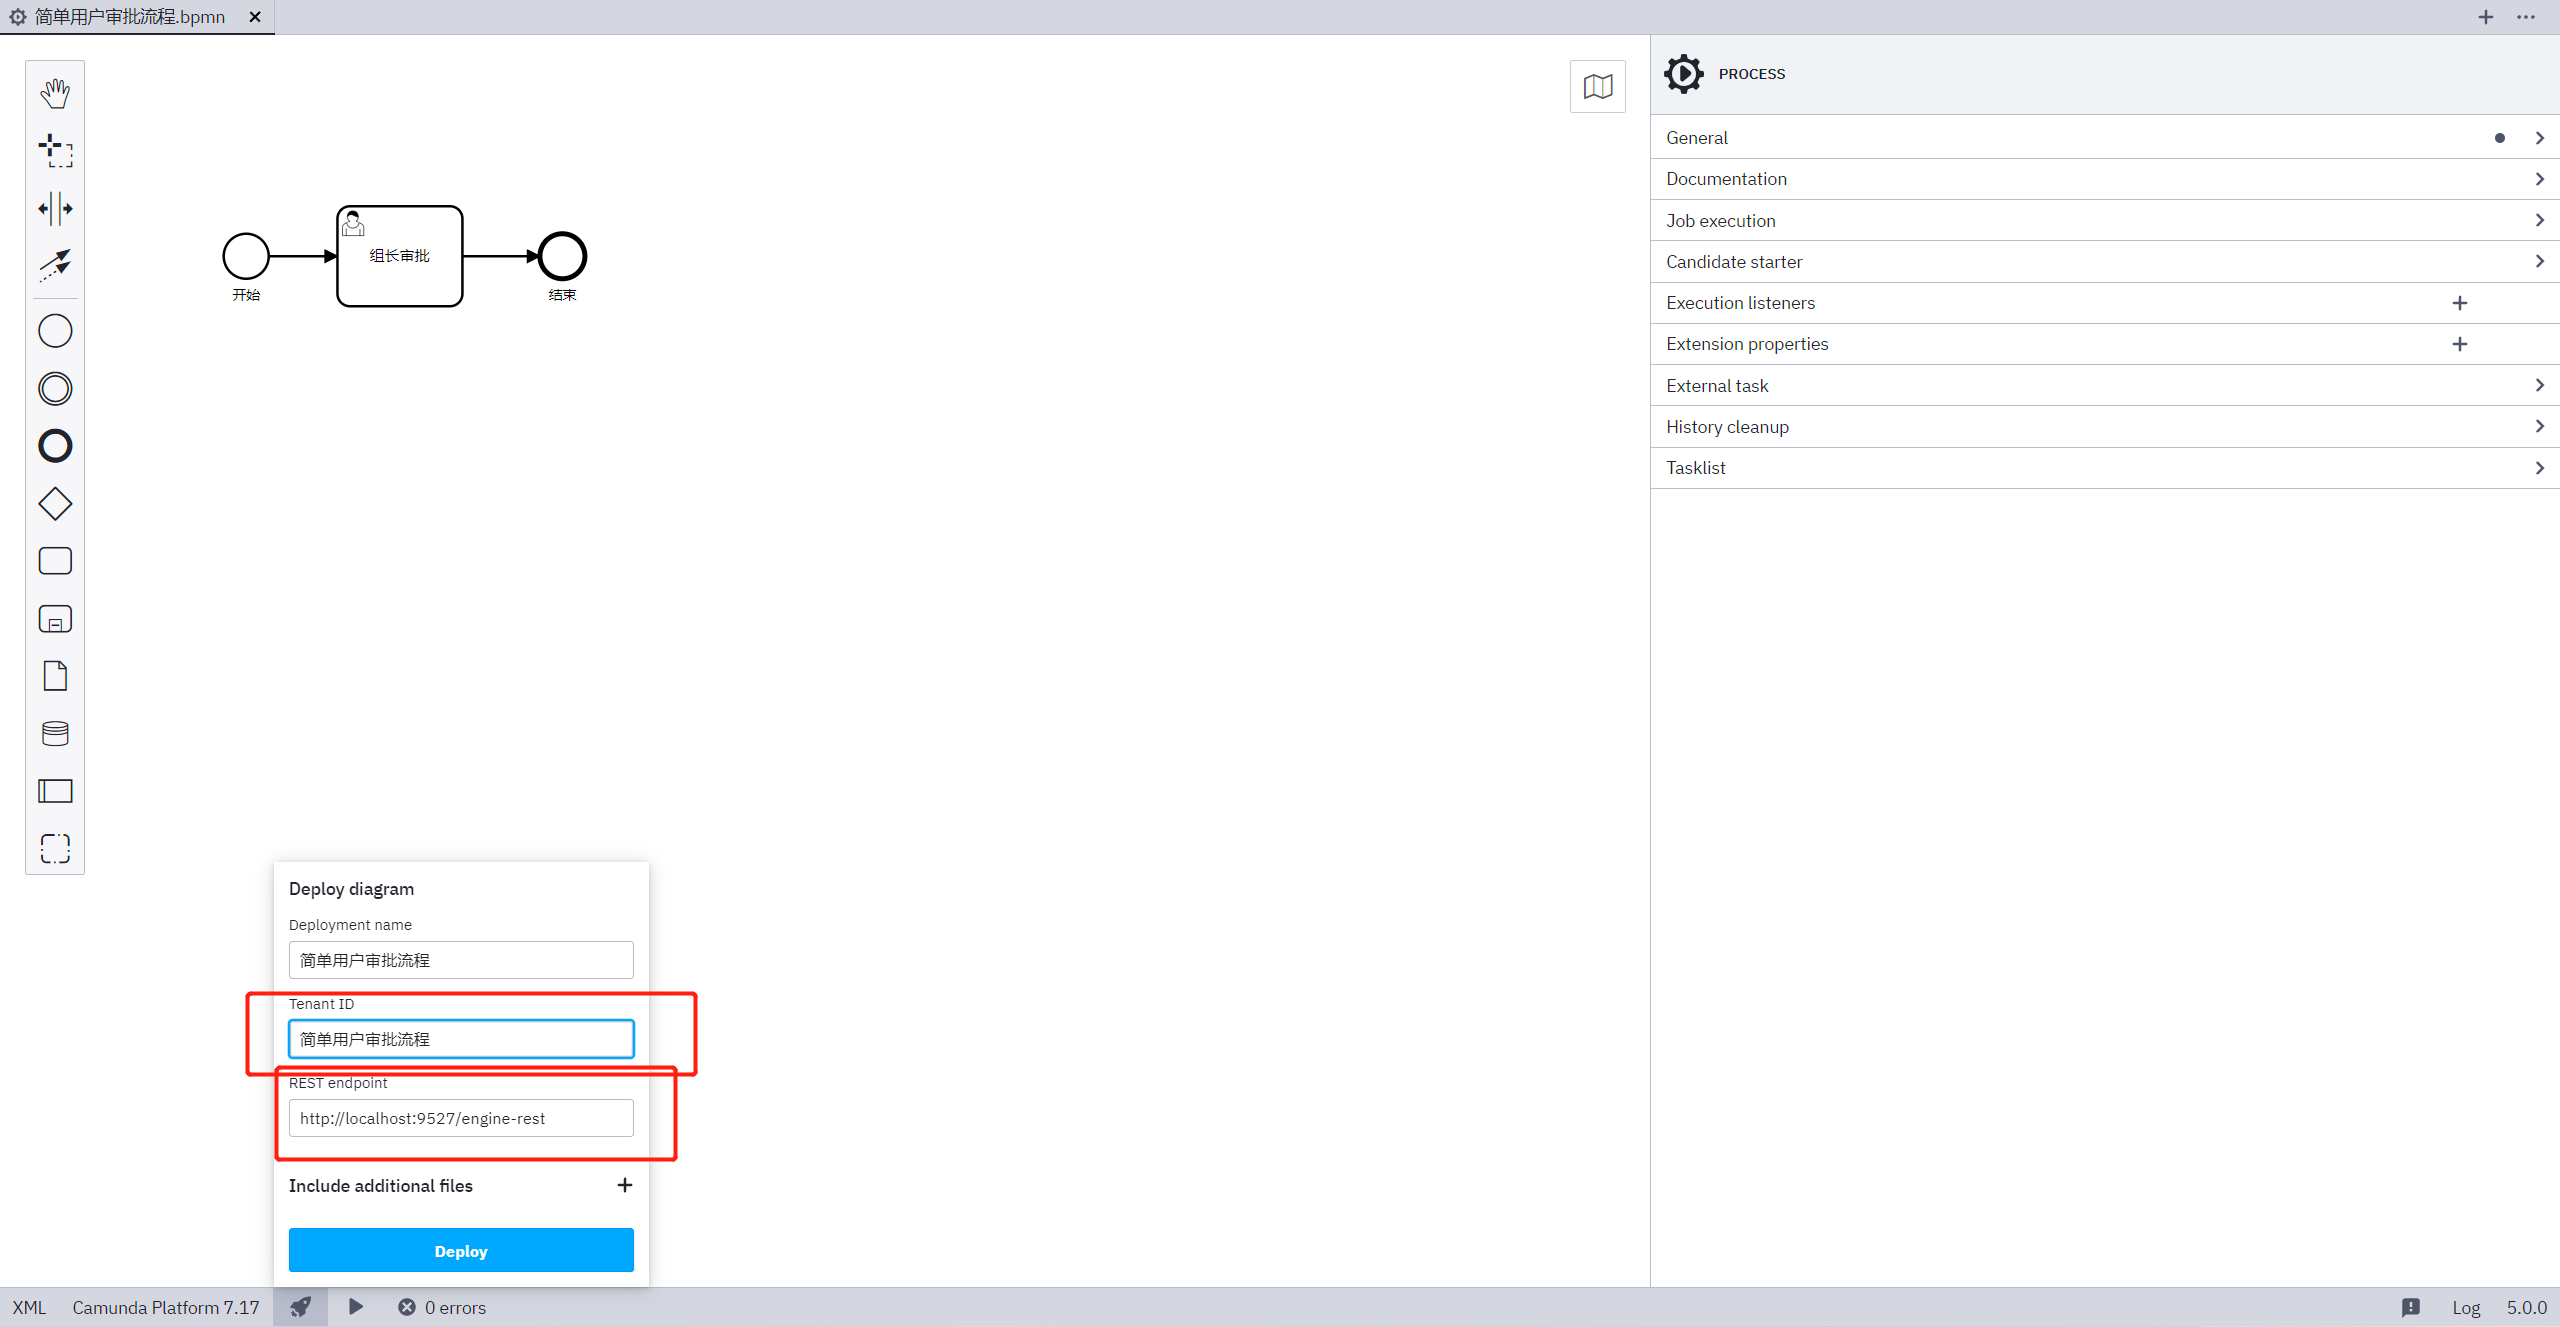 简单用户审批流程.bpmn
PROCESS
General
Documentation
Job execution
Candidate starter
Execution listeners
Extension properties
External task
History cleanup
Tasklist
组长审批
开始
结束
Deploy diagram
Deployment name
简单用户审批流程
Tenant ID
简单用户审批流程
REST endpoint
http://localhost:9527/engine-rest
Include additional files
Deploy
XML Camunda Platform 7.17 0 errors Log 5.0.0